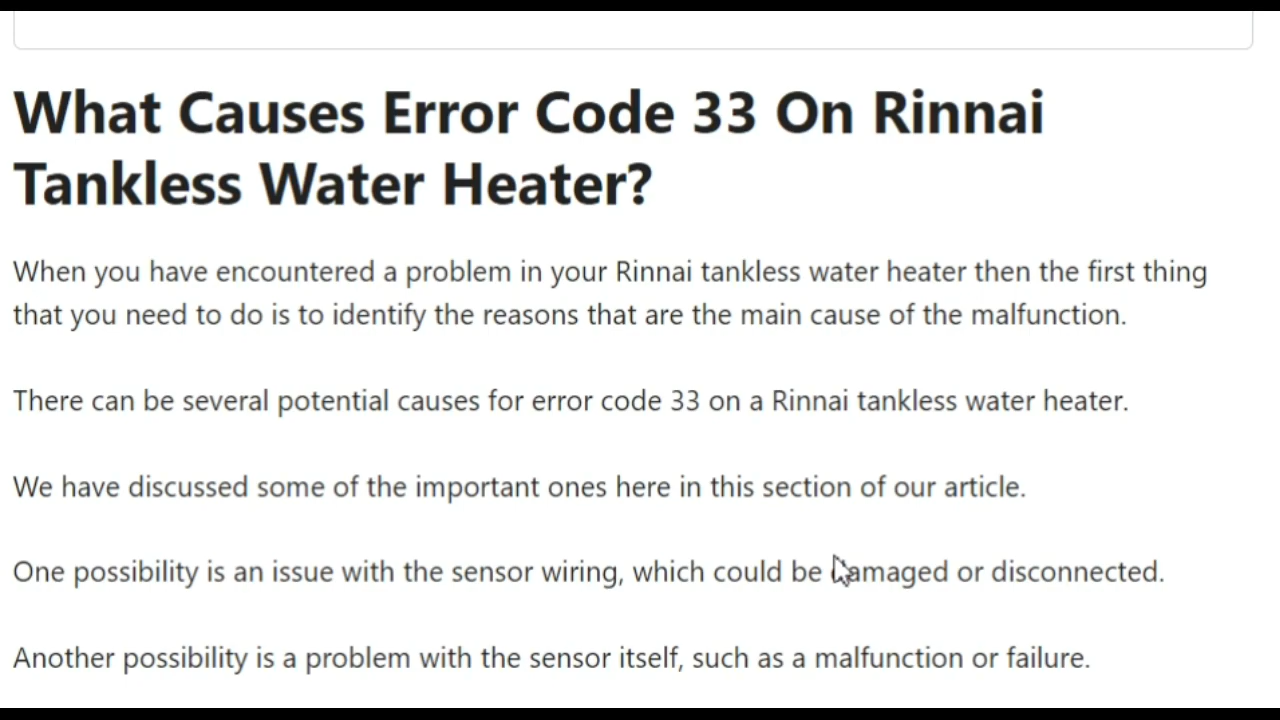 What Causes Error Code 33 On Rinnai
Tankless Water Heater?
When you have encountered a problem in your Rinnai tankless water heater then the first thing
that you need to do is to identify the reasons that are the main cause of the malfunction.
There can be several potential causes for error code 33 on a Rinnai tankless water heater.
We have discussed some of the important ones here in this section of our article.
One possibility is an issue with the sensor wiring, which could be damaged or disconnected.
Another possibility is a problem with the sensor itself, such as a malfunction or failure.